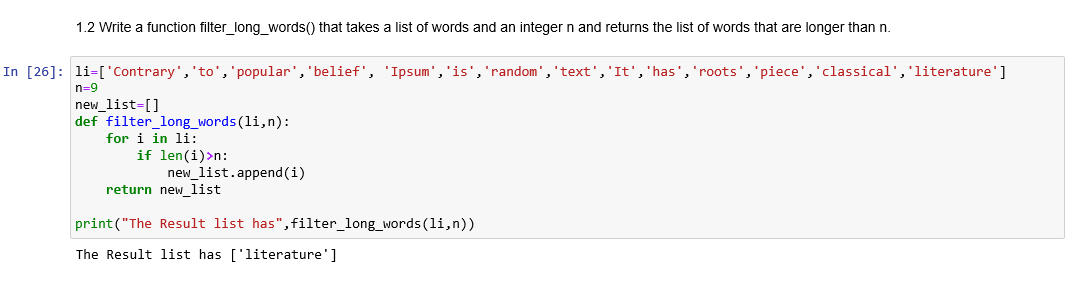 1.2 Write a function filter_long_words() that takes a list of words and an integer n and returns the list of words that are longer than n.
In [26]: li=['Contrary','to','popular','belief', 'Ipsum','is','random','text','It','has','roots','piece','classical','literature']
n=9
new_list=[]
def filter_long_words(li,n):
    for i in li:
        if len(i)>n:
            new_list.append(i)
    return new_list
print("The Result list has",filter_long_words(li,n))
The Result list has ['literature']